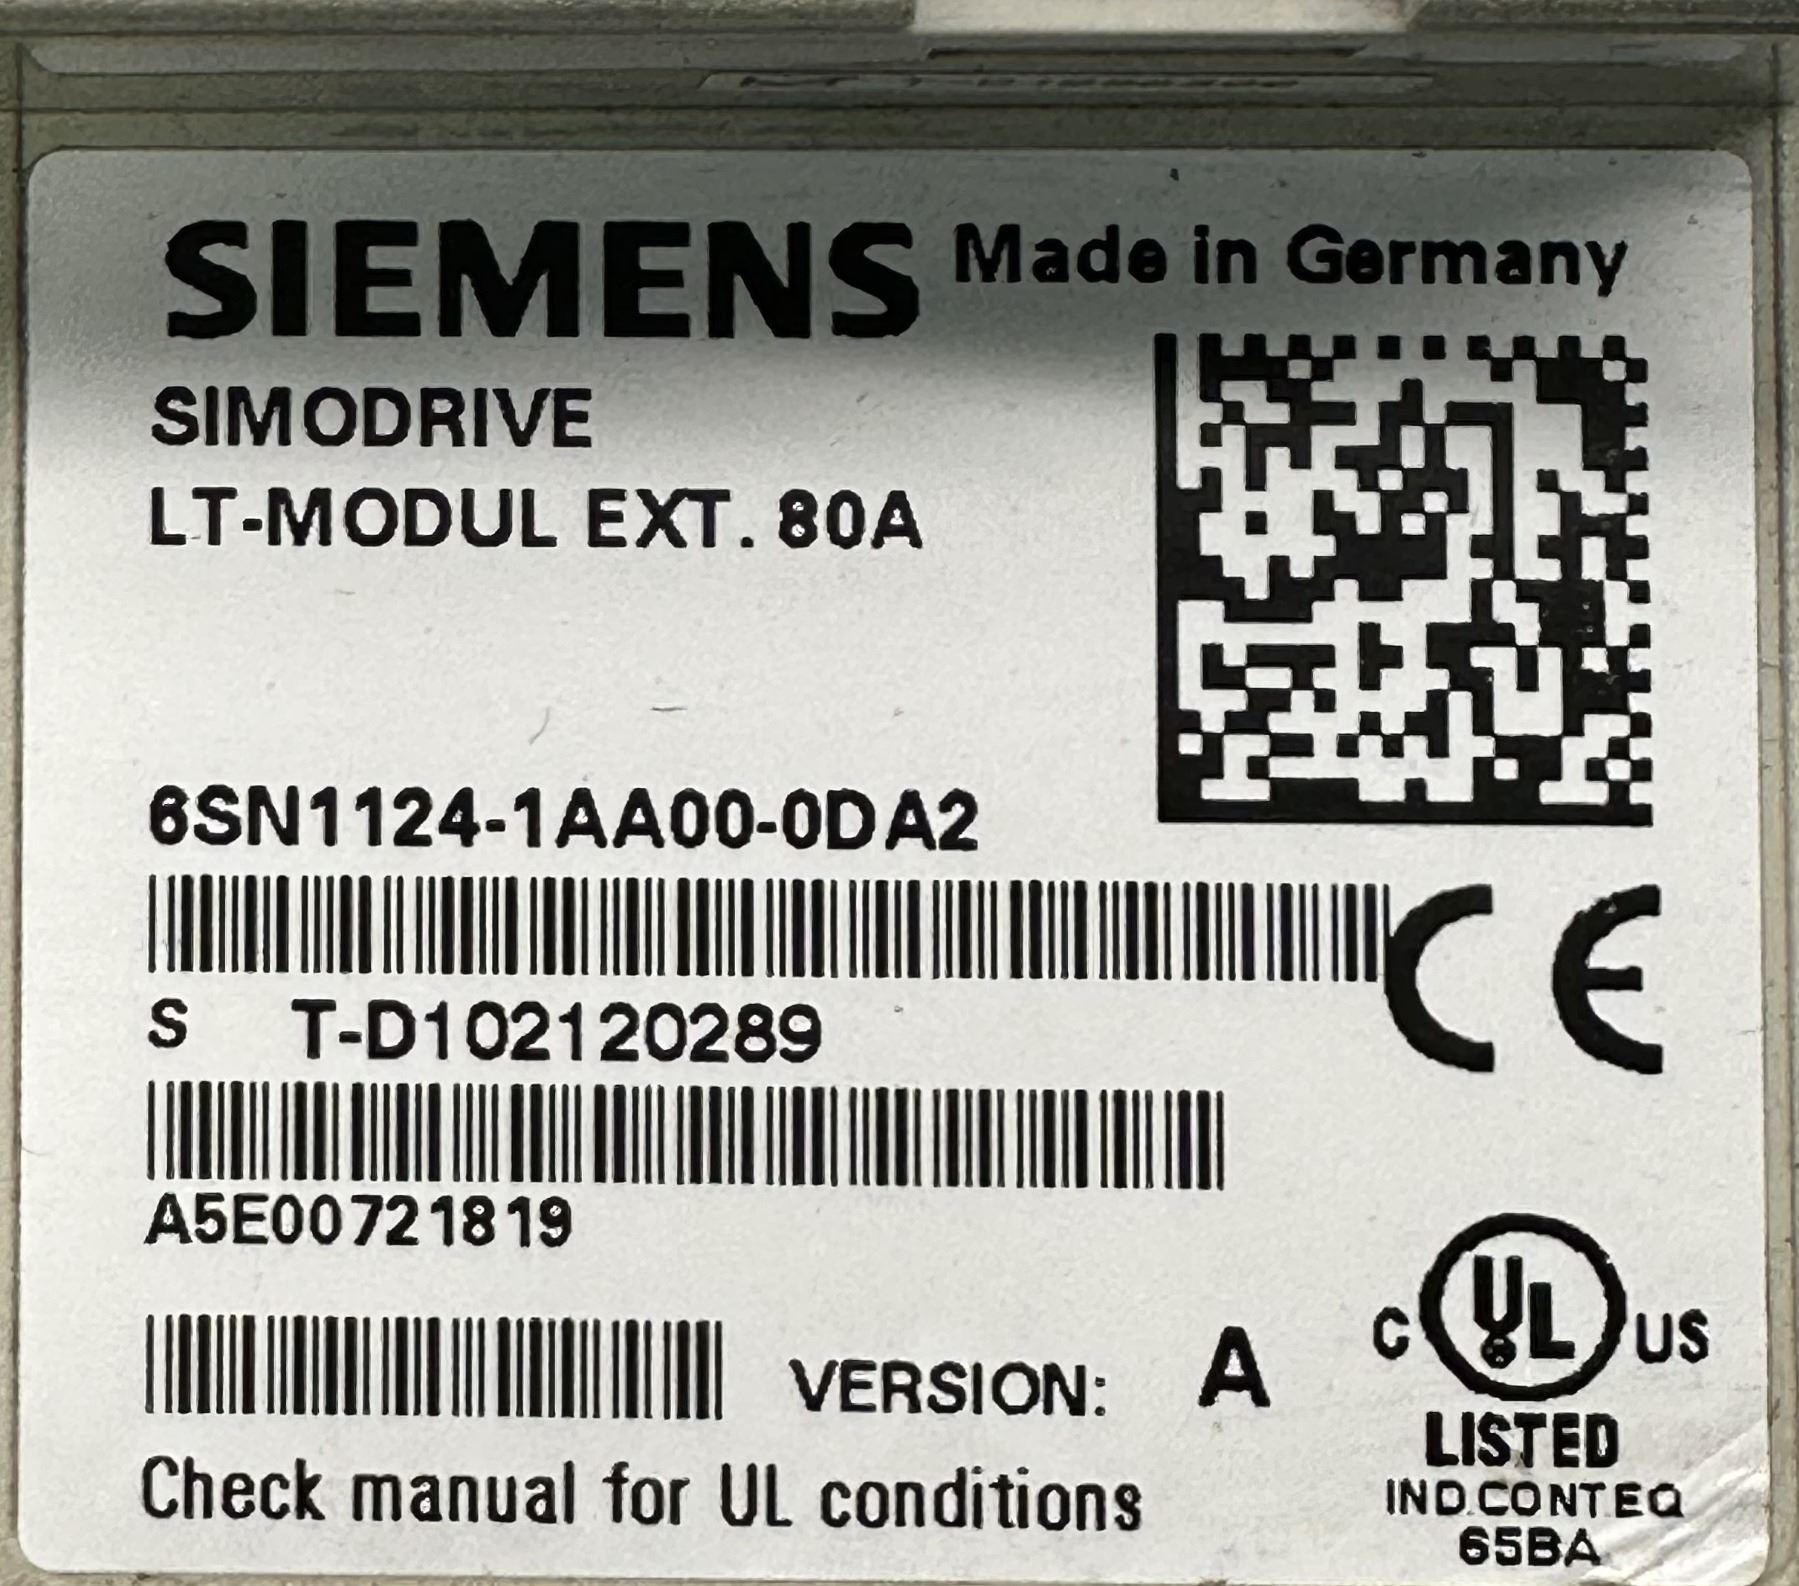 SIEMENS Made in Germany
SIMODRIVE
LT-MODUL EXT. 80A
6SN1124-1AA00-0DA2
S T-D102120289
A5E00721819
VERSION: A
Check manual for UL conditions
CE
C UL US
LISTED
IND.CONT.EQ
65BA